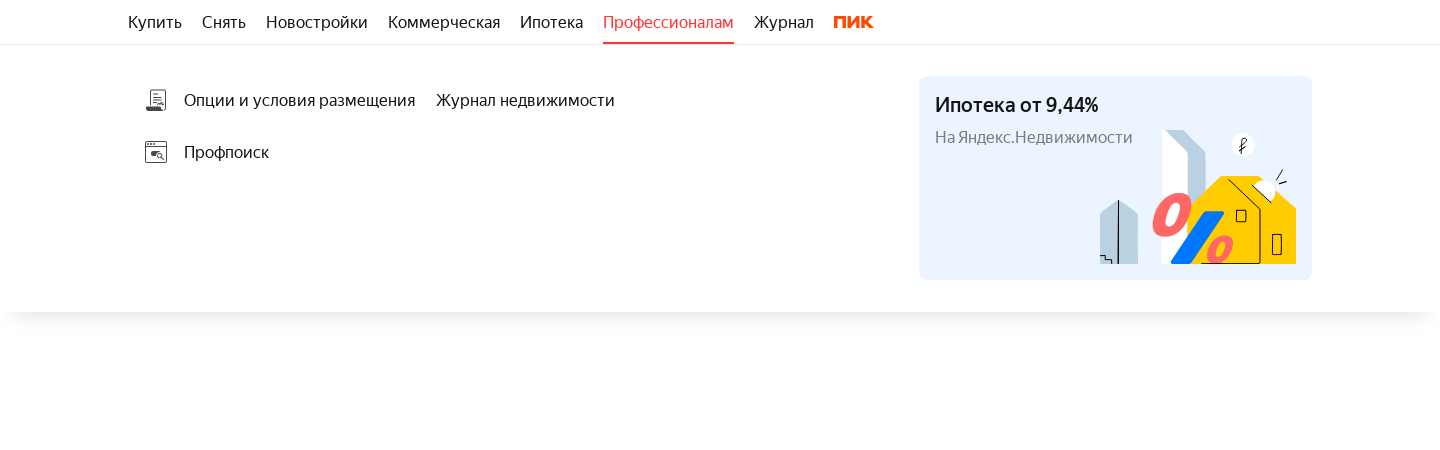 Купить Снять Новостройки Коммерческая Ипотека Профессионалам Журнал ПИК
Опции и условия размещения Журнал недвижимости
Профпоиск
Ипотека от 9,44%
На Яндекс.Недвижимости
%